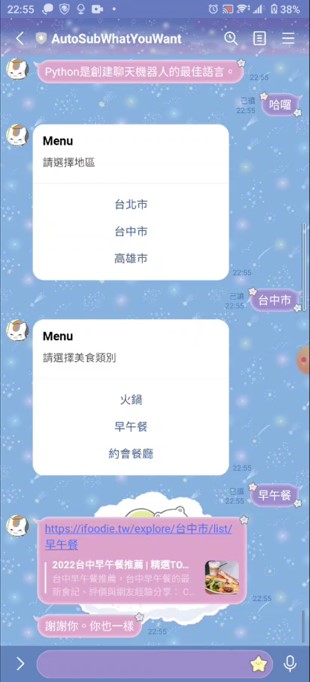 22:55
38%
AutoSubWhatYouWant
Python是創建聊天機器人的最佳語言。
22:55
已讀
22:55
哈囉
Menu
請選擇地區
台北市
台中市
高雄市
22:55
已讀
22:55
台中市
Menu
請選擇美食類別
火鍋
早午餐
約會餐廳
22:55
已讀
22:55
早午餐
https://ifoodie.tw/explore/台中市/list/
早午餐
2022台中早午餐推薦 | 精選TO...
台中早午餐推薦，台中早午餐的最
新食記、評價與網友經驗分享： C...
22:55
謝謝你。你也一樣
22:55